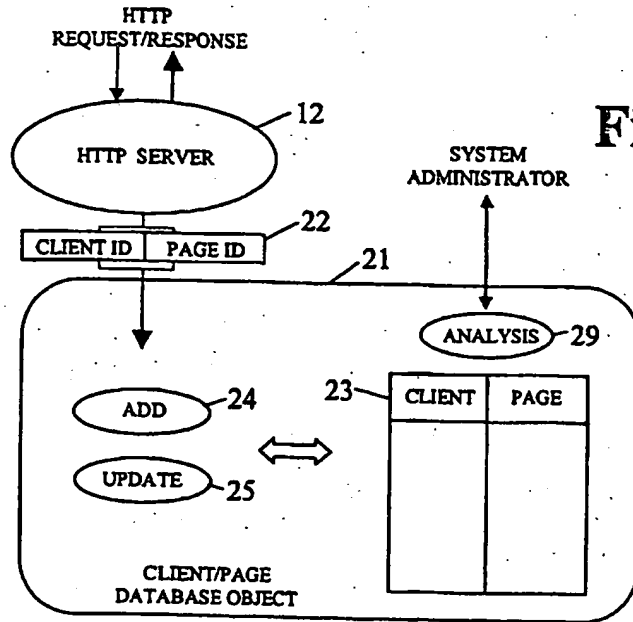 HTTP
REQUEST/RESPONSE
12
HTTP SERVER
SYSTEM
ADMINISTRATOR
CLIENT ID PAGE ID
22
21
ANALYSIS
29
23
CLIENT PAGE
ADD
24
UPDATE
25
CLIENT/PAGE
DATABASE OBJECT